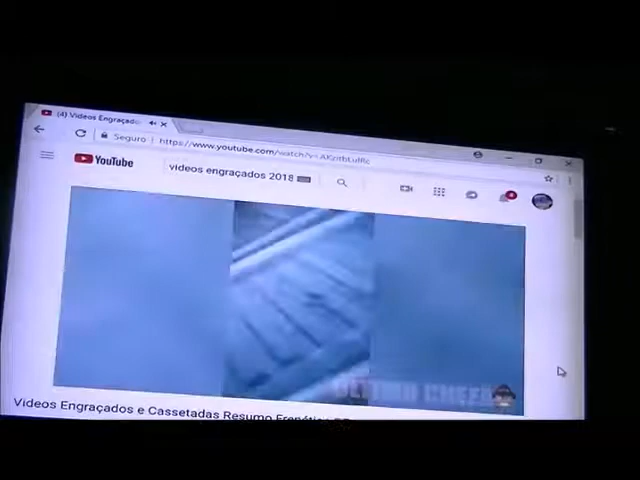 (4) Videos Engraçado
Seguro https://www.youtube.com/watch?v=
YouTube
videos engraçados 2018
Videos Engraçados e Cassetadas Resumo